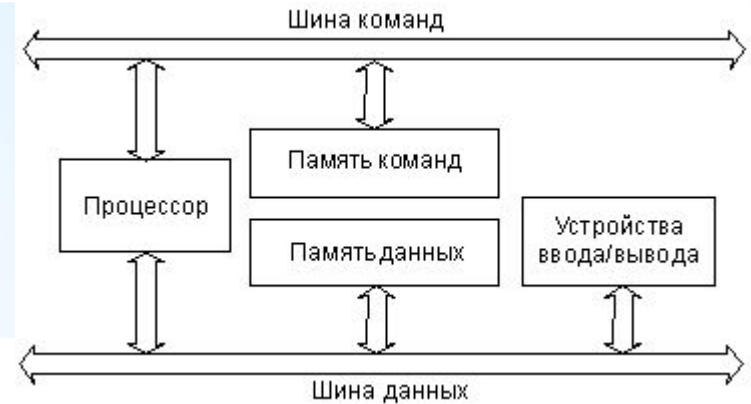 Шина команд
Память команд
Процессор
Память данных
Устройства
ввода/вывода
Шина данных